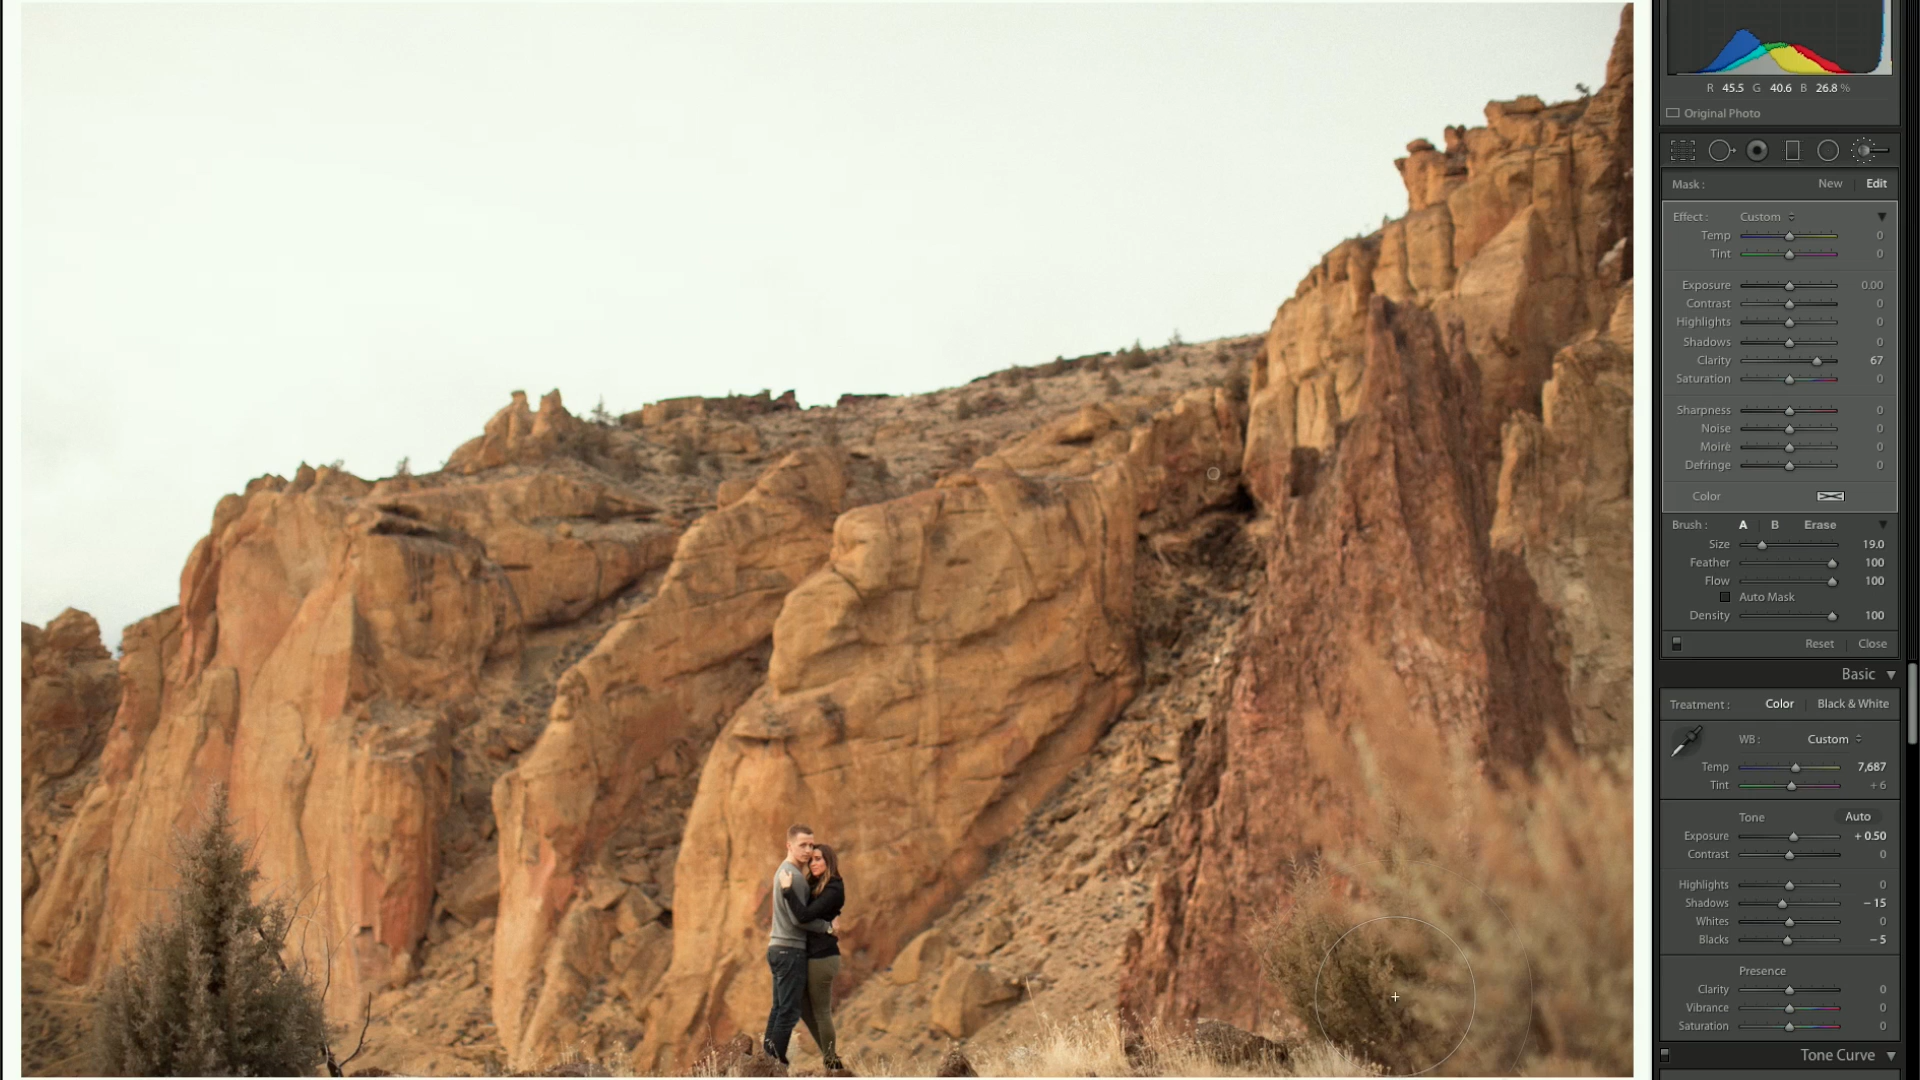 R 45.5 G 40.6 B 26.8 %
Original Photo
Mask : New Edit
Effect : Custom
Temp 0
Tint 0
Exposure 0.00
Contrast 0
Highlights 0
Shadows 0
Clarity 67
Saturation 0
Sharpness 0
Noise 0
Moiré 0
Defringe 0
Color
Brush : A B Erase
Size 19.0
Feather 100
Flow 100
Auto Mask
Density 100
Reset Close
Basic
Treatment : Color Black & White
WB : Custom
Temp 7,687
Tint + 6
Tone Auto
Exposure + 0.50
Contrast 0
Highlights 0
Shadows – 15
Whites 0
Blacks – 5
Presence
Clarity 0
Vibrance 0
Saturation 0
Tone Curve